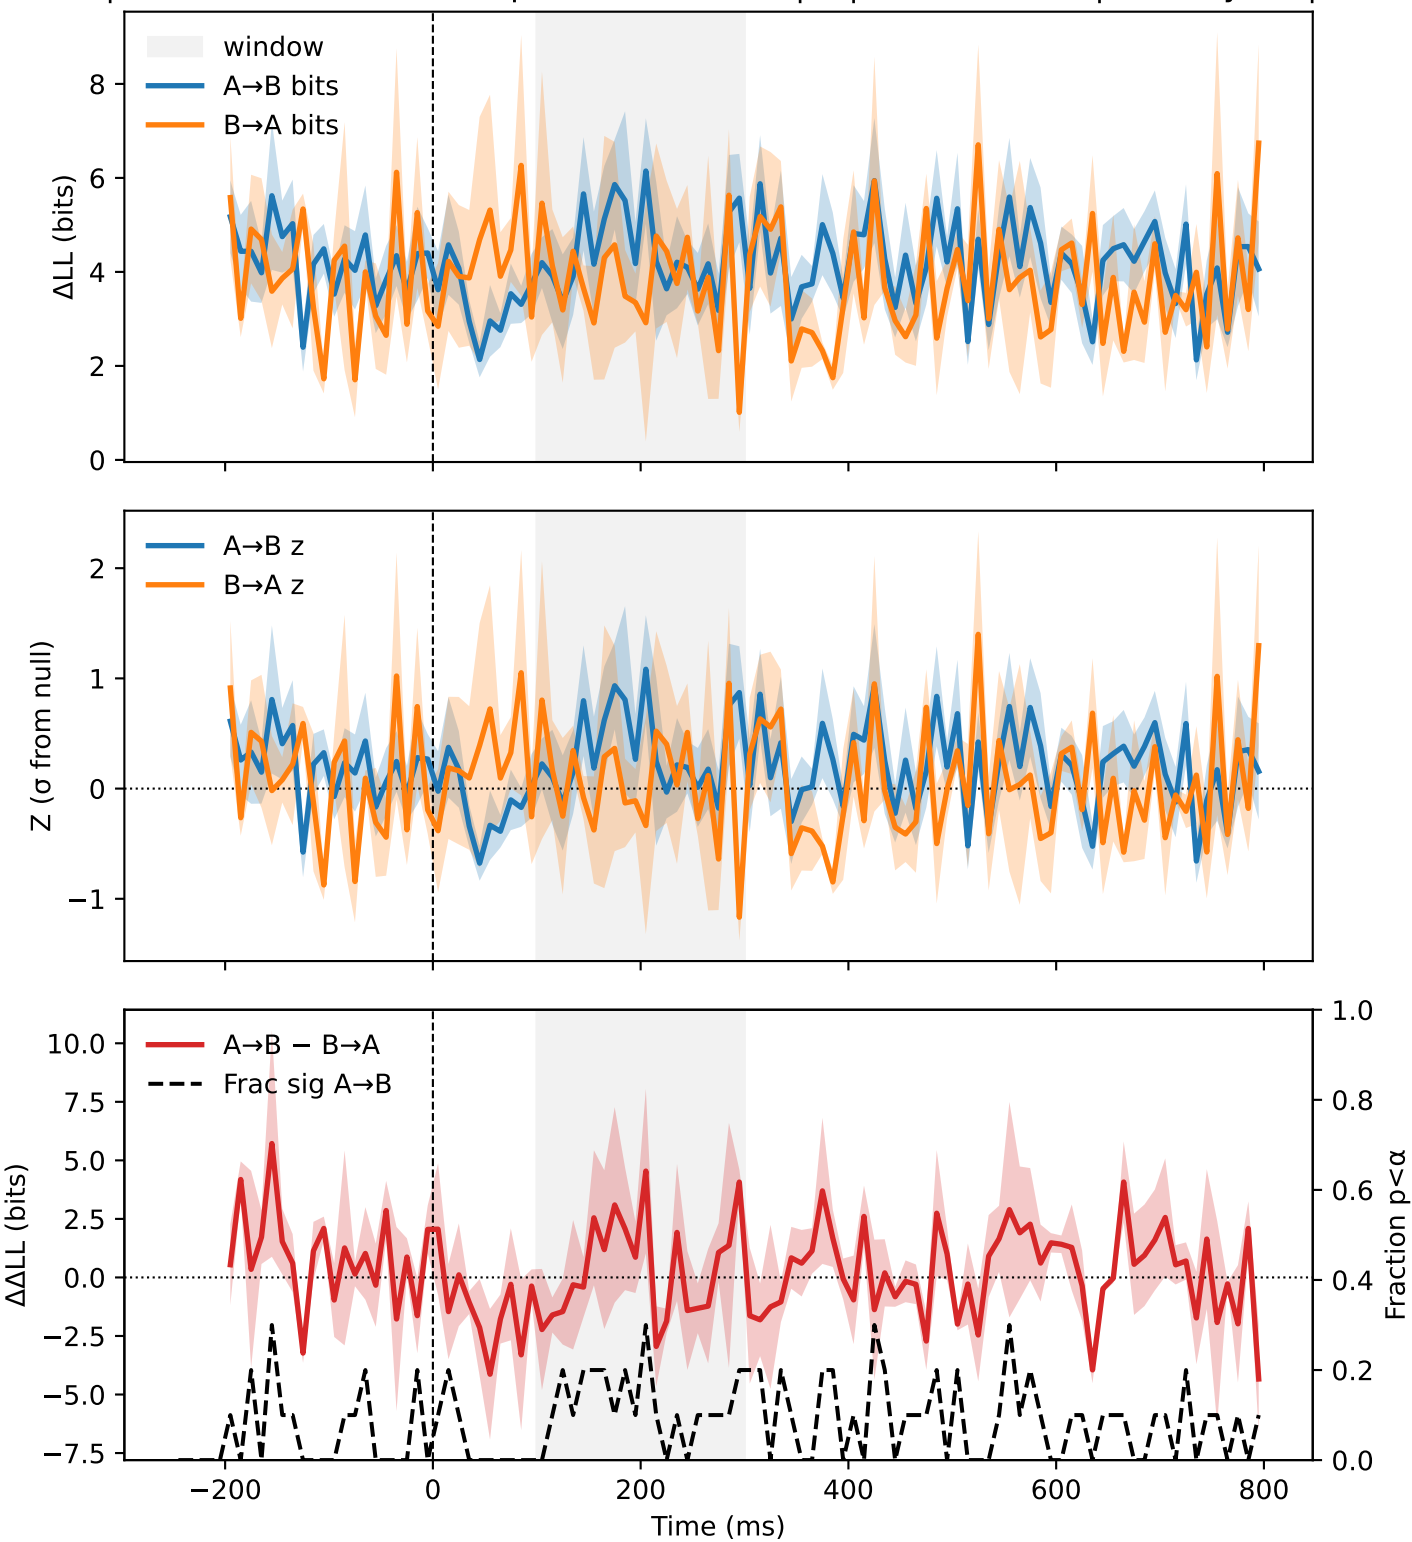 window
A→B bits
B→A bits
ΔLL (bits)
8
6
4
2
0
A→B z
B→A z
Z (σ from null)
2
1
0
−1
A→B − B→A
Frac sig A→B
ΔΔLL (bits)
10.0
7.5
5.0
2.5
0.0
−2.5
−5.0
−7.5
1.0
0.8
0.6
0.4
0.2
0.0
Fraction p<α
−200
0
200
400
600
800
Time (ms)